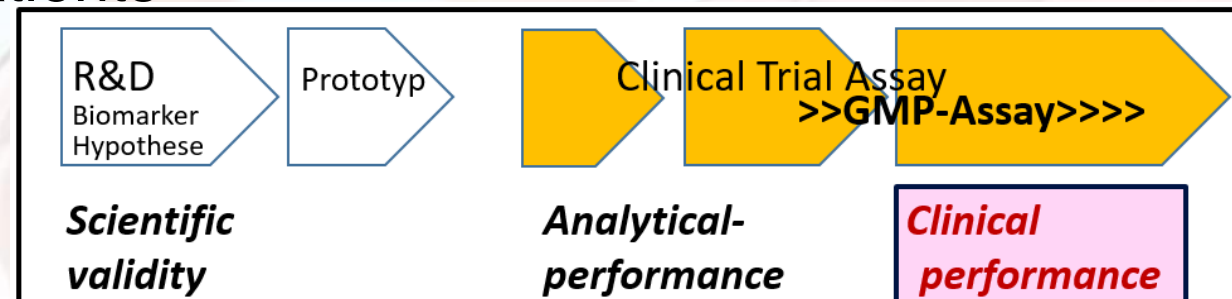 R&D
Biomarker
Hypothese
Prototyp
Clinical Trial Assay
>>GMP-Assay>>>>
Scientific
validity
Analytical-
performance
Clinical
performance